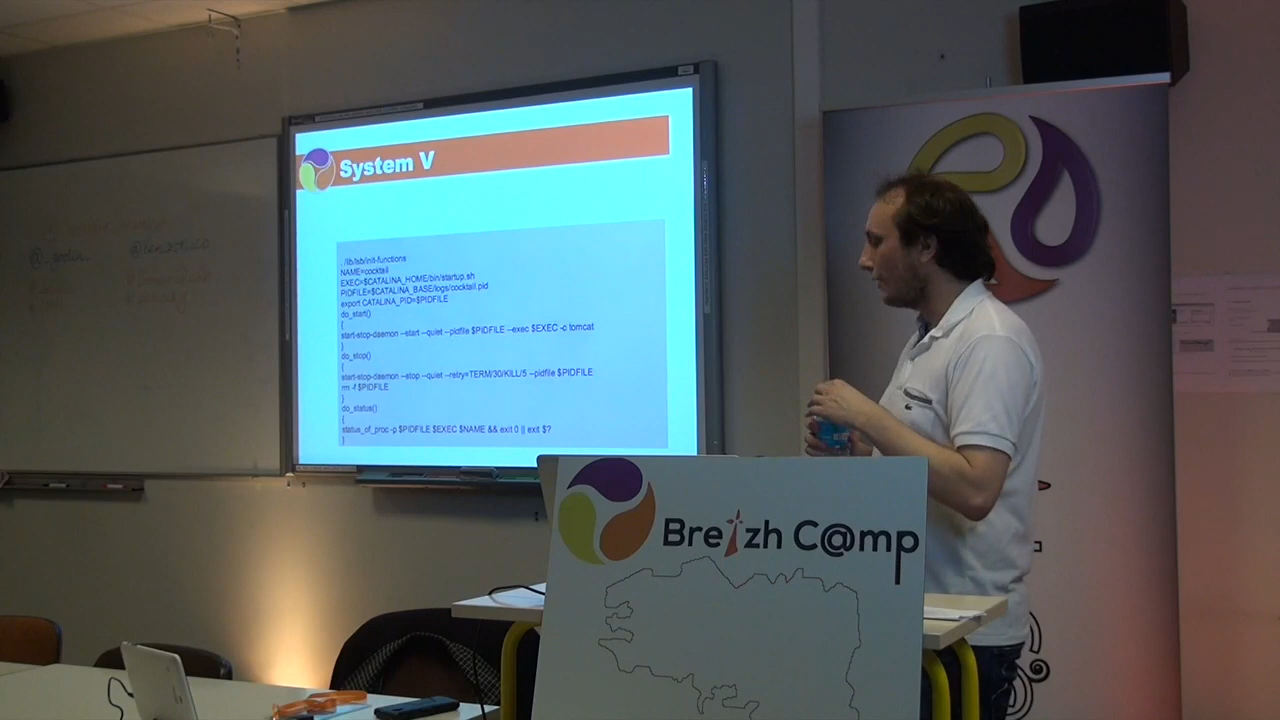 System V
. /lib/lsb/init-functions
NAME=cocktail
EXEC=$CATALINA_HOME/bin/startup.sh
PIDFILE=$CATALINA_BASE/logs/cocktail.pid
export CATALINA_PID=$PIDFILE
do_start()
{
start-stop-daemon --start --quiet --pidfile $PIDFILE --exec $EXEC -c tomcat
}
do_stop()
{
start-stop-daemon --stop --quiet --retry=TERM/30/KILL/5 --pidfile $PIDFILE
rm -f $PIDFILE
}
do_status()
{
status_of_proc -p $PIDFILE $EXEC $NAME && exit 0 || exit $?
}
Breizh C@mp